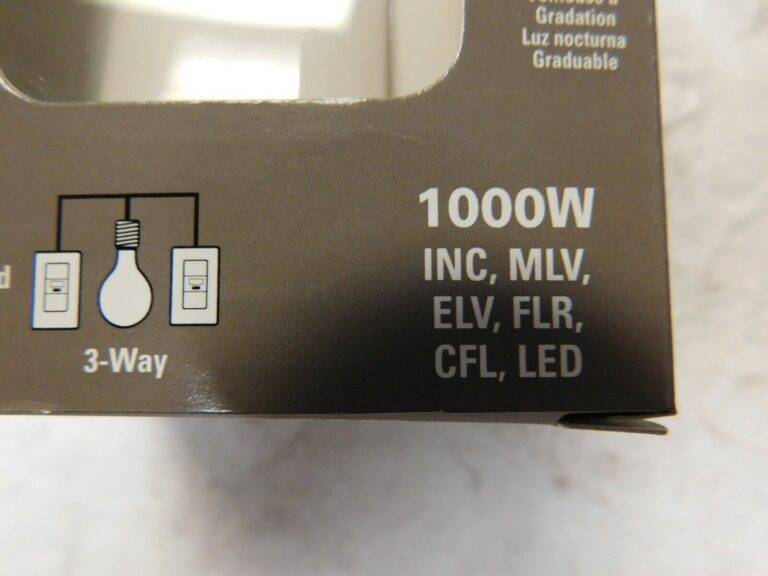 Gradation
Luz nocturna
Graduable
1000W
INC, MLV,
ELV, FLR,
CFL, LED
3-Way